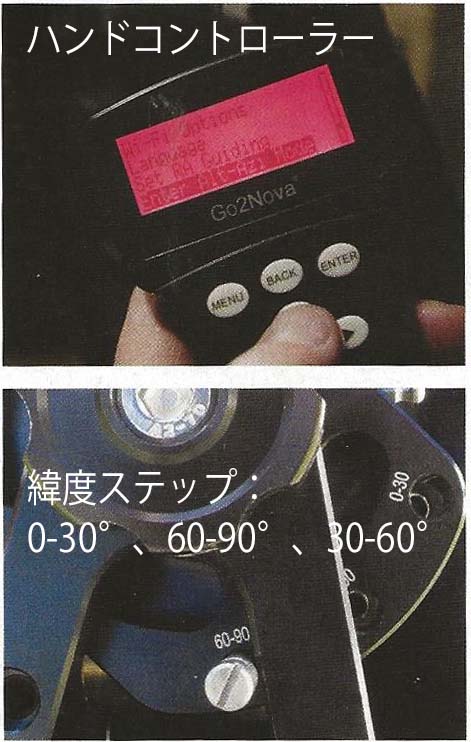 ハンドコントローラー
Wi-Fi Options
Language
Set RA Guiding
Enter Alt-Azi Mode
Go2Nova
MENU
BACK
ENTER
緯度ステップ：
0-30°、60-90°、30-60°
0-30
60-90